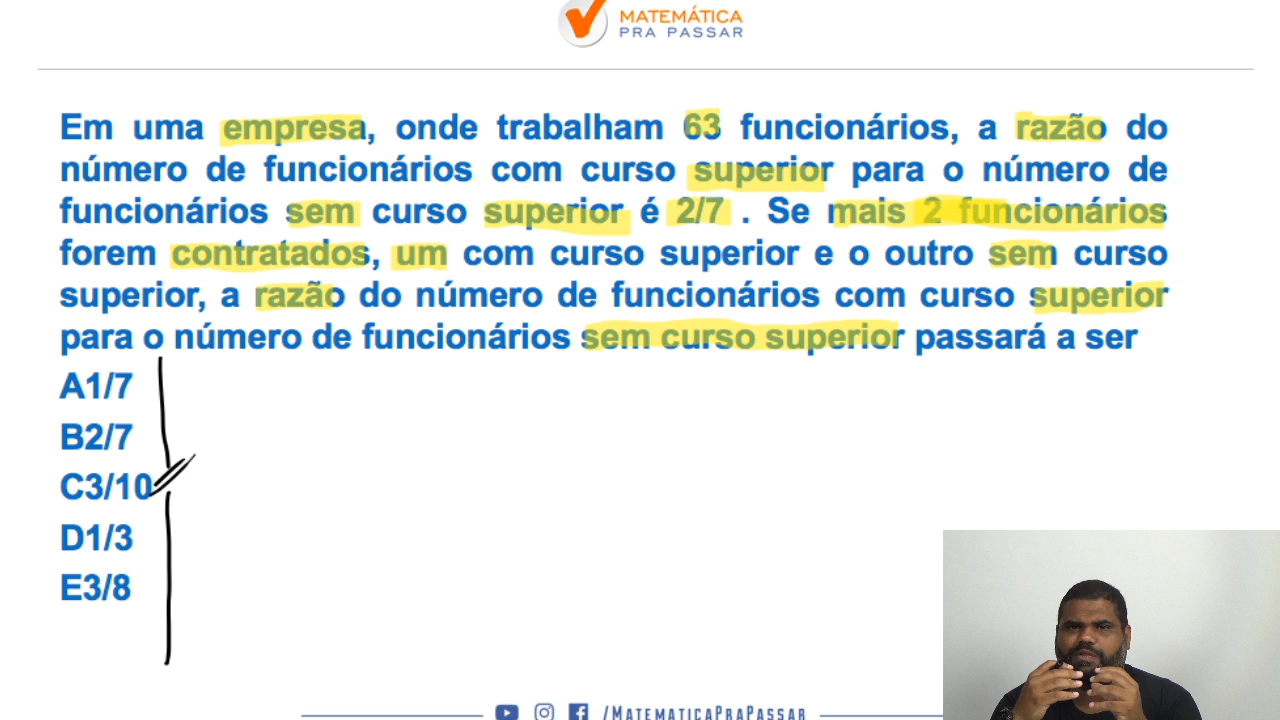 MATEMÁTICA
PRA PASSAR
Em uma empresa, onde trabalham 63 funcionários, a razão do
número de funcionários com curso superior para o número de
funcionários sem curso superior é 2/7 . Se mais 2 funcionários
forem contratados, um com curso superior e o outro sem curso
superior, a razão do número de funcionários com curso superior
para o número de funcionários sem curso superior passará a ser
A1/7
B2/7
C3/10
D1/3
E3/8
/MATEMATICAPRAPASSAR